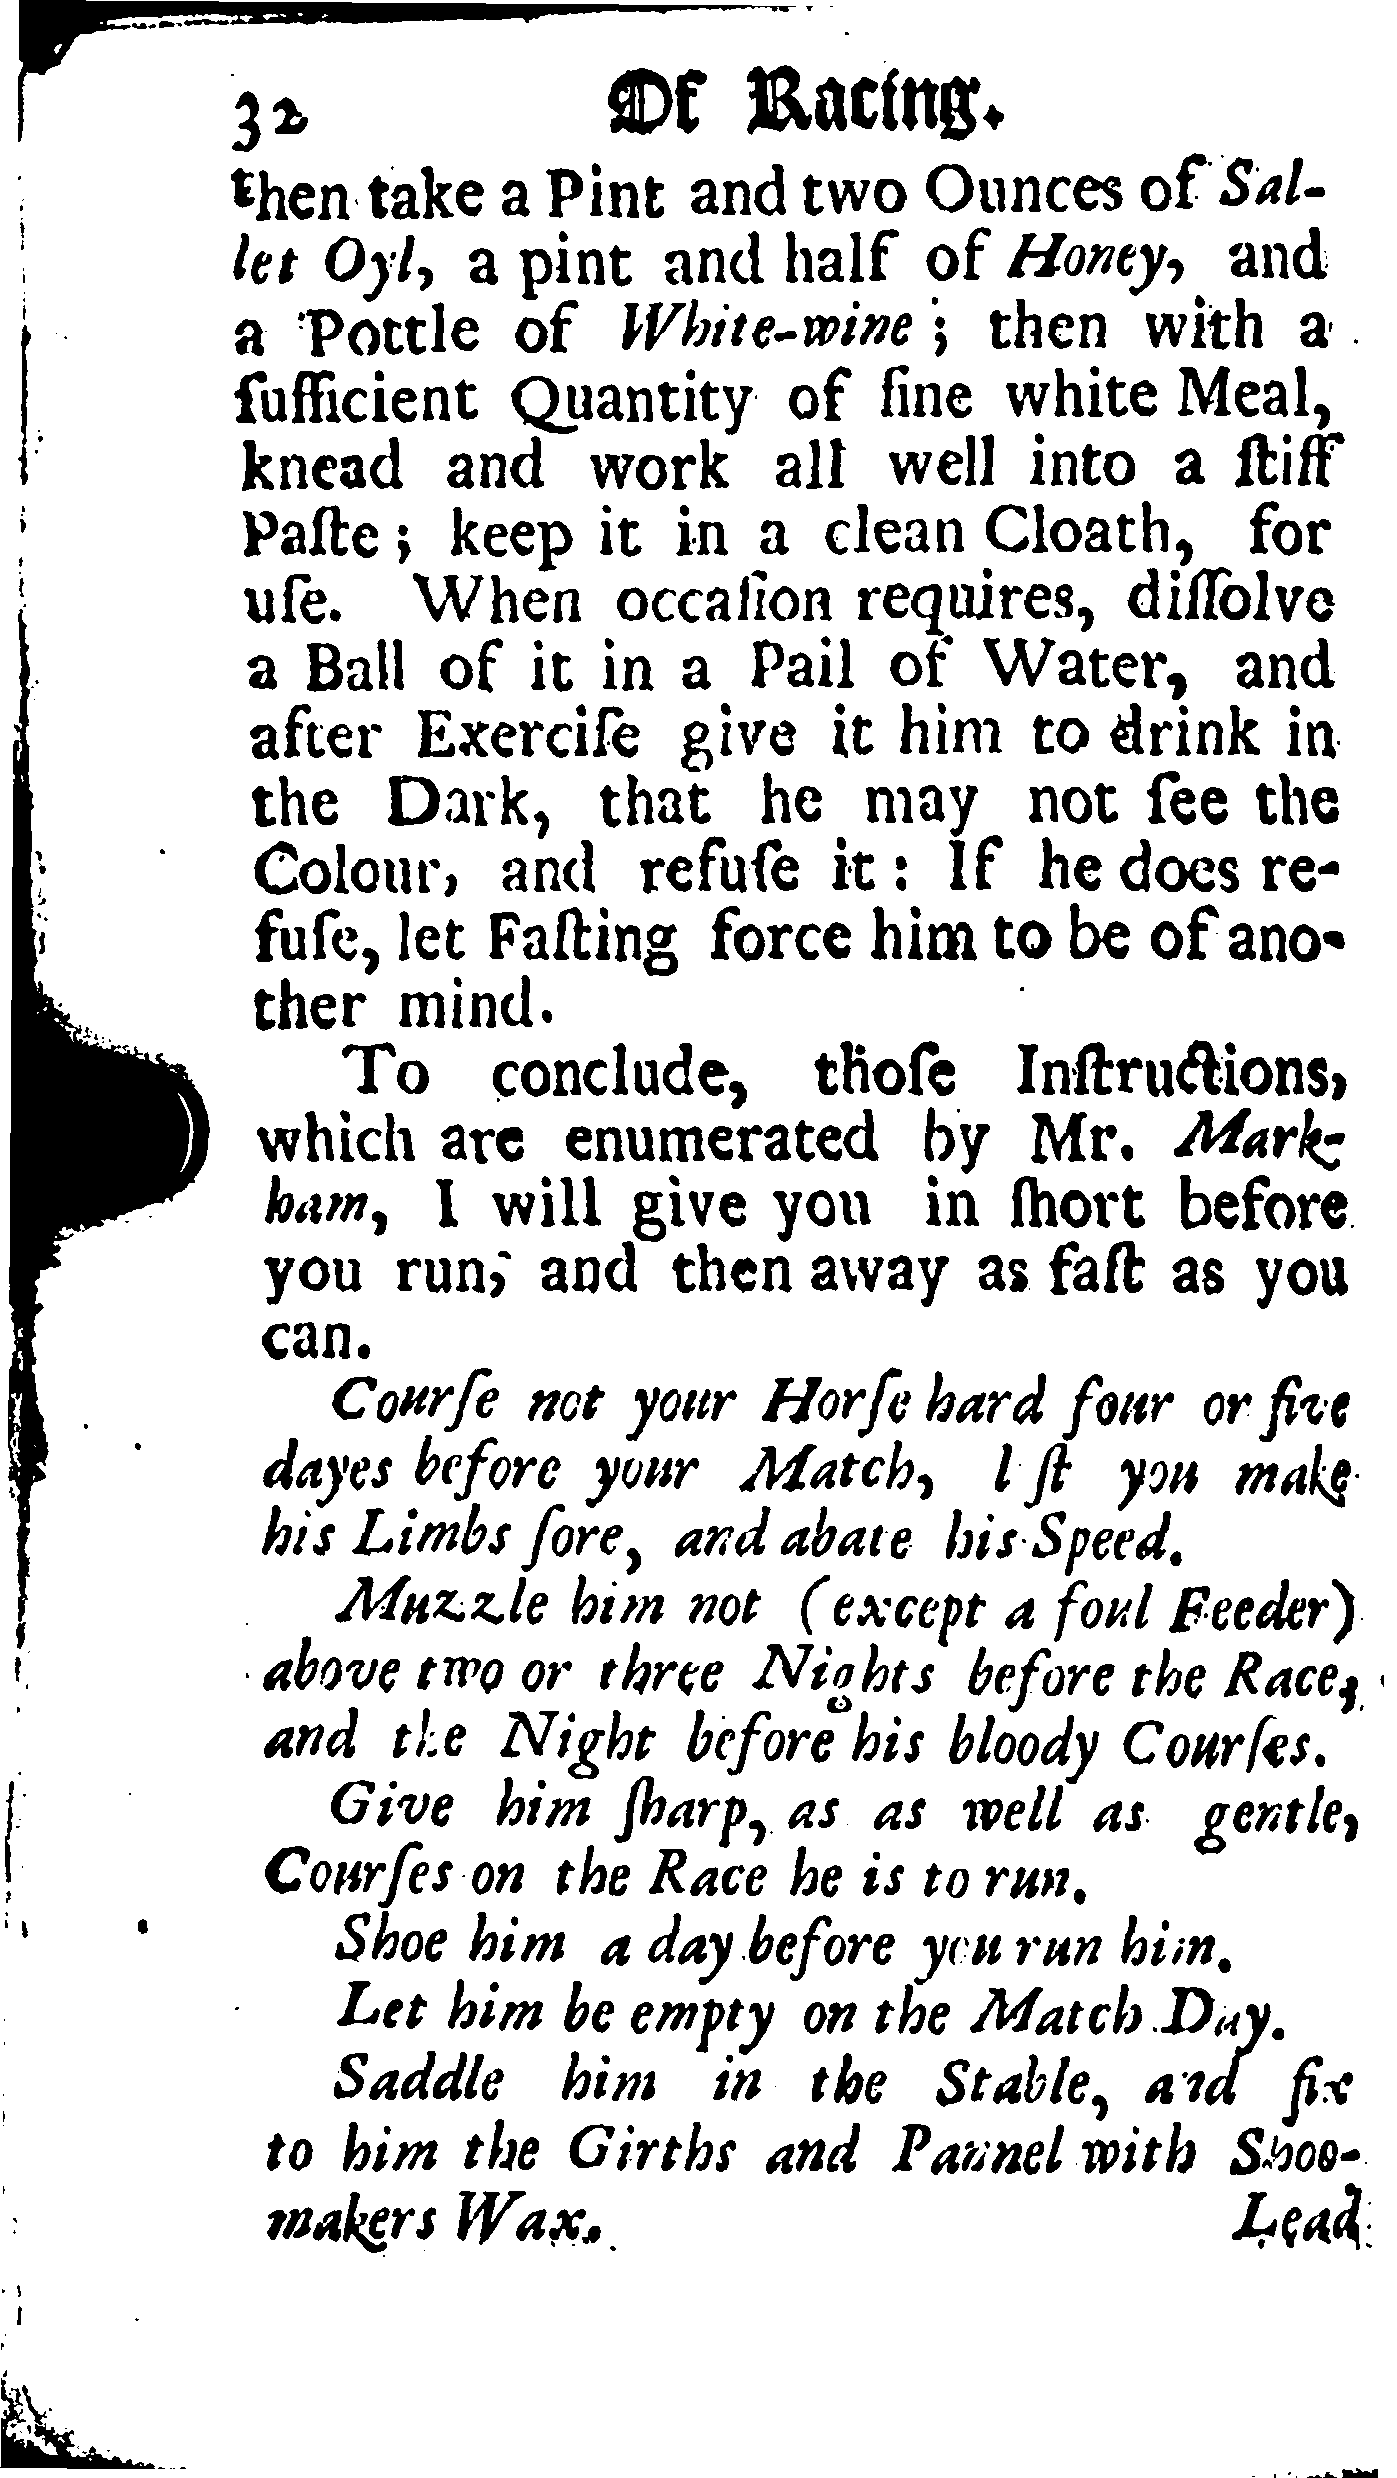 32 Of Racing.
then take a Pint and two Ounces of Sal-
let Oyl, a pint and half of Honey, and
a Pottle of White-wine ; then with a
ſufficient Quantity of fine white Meal,
knead and work all well into a ſtiff
Paſte ; keep it in a clean Cloath, for
uſe. When occaſion requires, diſſolve
a Ball of it in a Pail of Water, and
after Exerciſe give it him to drink in
the Dark, that he may not ſee the
Colour, and refuſe it : If he does re-
fuſe, let Faſting force him to be of ano-
ther mind.
To conclude, thoſe Inſtructions,
which are enumerated by Mr. Mark-
ham, I will give you in ſhort before
you run; and then away as faſt as you
can.
Courſe not your Horſe hard four or five
dayes before your Match, l ſt you make
his Limbs ſore, and abate his Speed.
Muzzle him not (except a foul Feeder)
above two or three Nights before the Race,
and the Night before his bloody Courſes.
Give him ſharp, as as well as gentle,
Courſes on the Race he is to run.
Shoe him a day before you run him.
Let him be empty on the Match Day.
Saddle him in the Stable, and fix
to him the Girths and Pannel with Shoo-
makers Wax. Lead